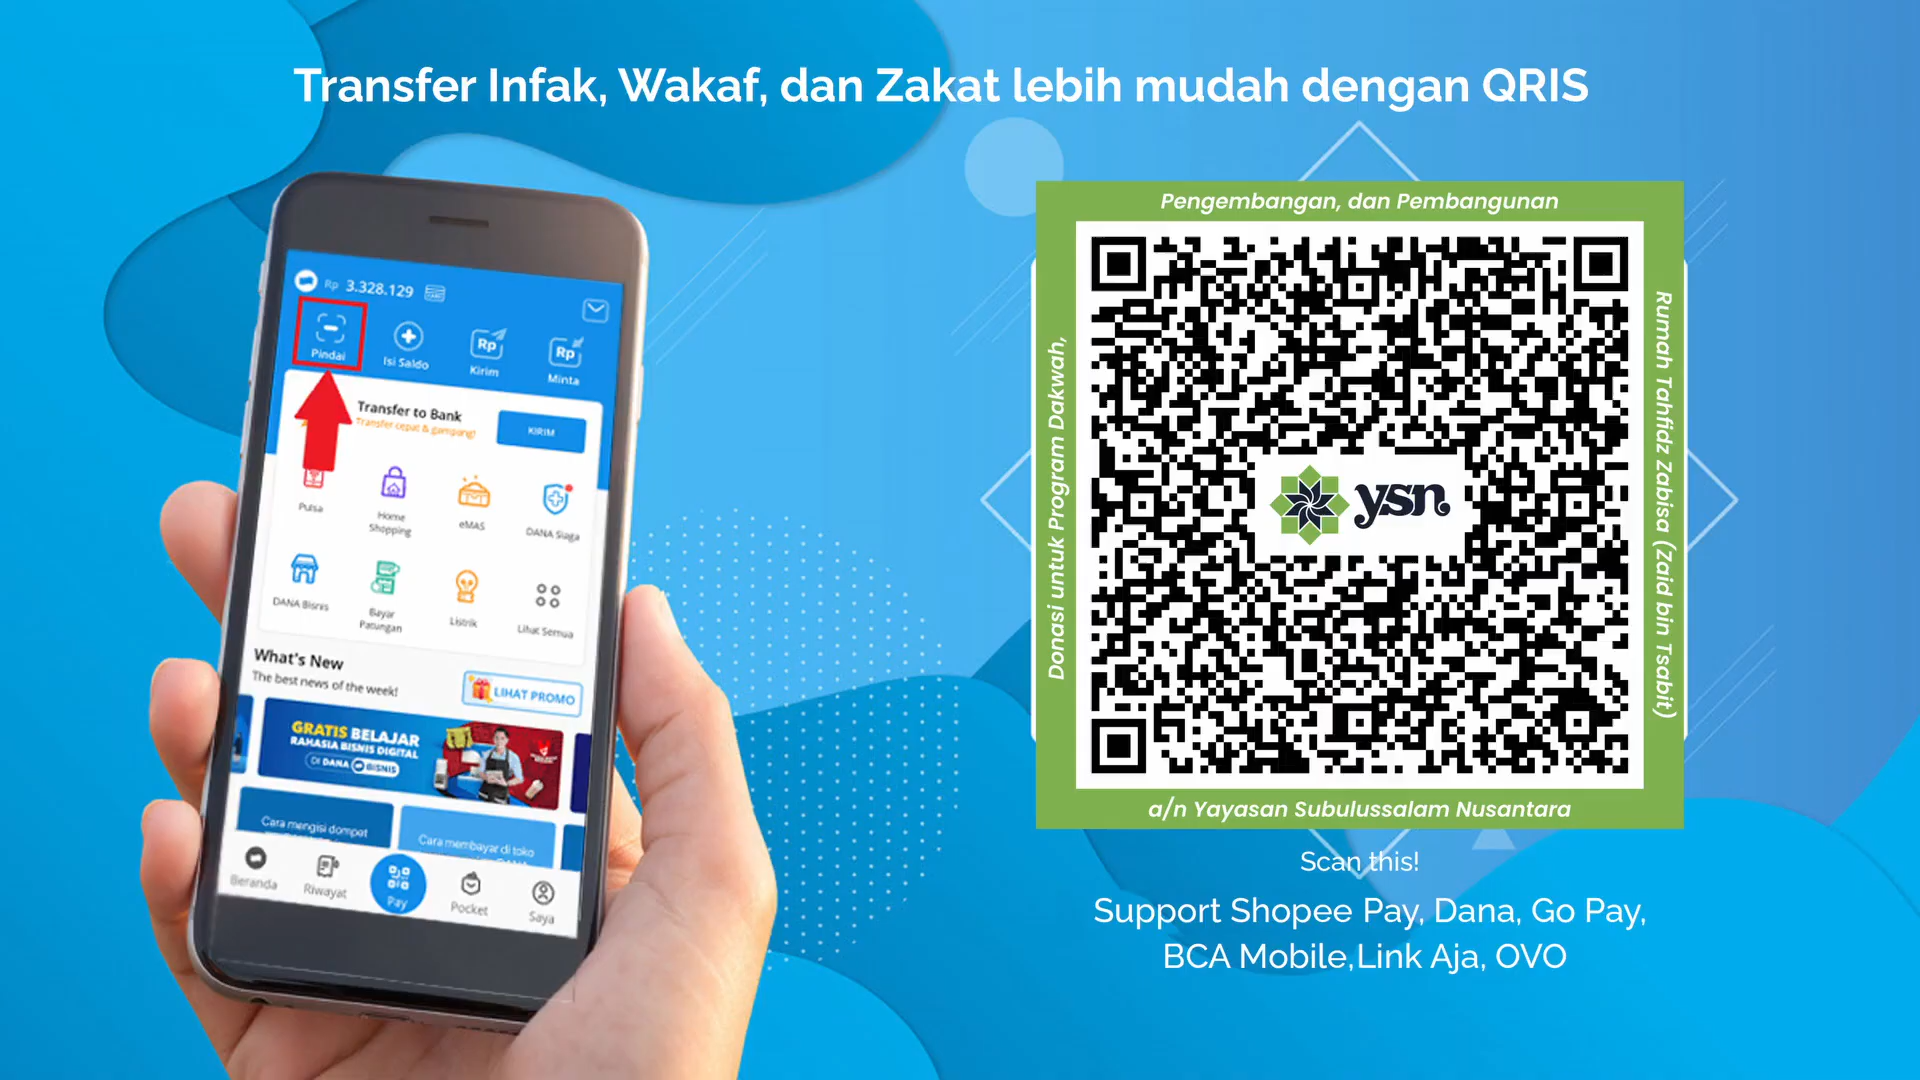 Transfer Infak, Wakaf, dan Zakat lebih mudah dengan QRIS
Rp 3.328.129
Pindai
Isi Saldo
Rp
Kirim
Rp
Minta
Transfer to Bank
Transfer cepat & gampang!
KIRIM
Pulsa
Home
Shopping
eMAS
DANA Siaga
DANA Bisnis
Bayar
Patungan
Listrik
Lihat Semua
What's New
The best news of the week!
LIHAT PROMO
GRATIS BELAJAR
RAHASIA BISNIS DIGITAL
DI DANA BISNIS
Cara mengisi dompet
Cara membayar di toko
Beranda
Riwayat
Pay
Pocket
Saya
Donasi untuk Program Dakwah,
Pengembangan, dan Pembangunan
Rumah Tahfidz Zabisa (Zaid bin Tsabit)
ysn
a/n Yayasan Subulussalam Nusantara
Scan this!
Support Shopee Pay, Dana, Go Pay,
BCA Mobile,Link Aja, OVO